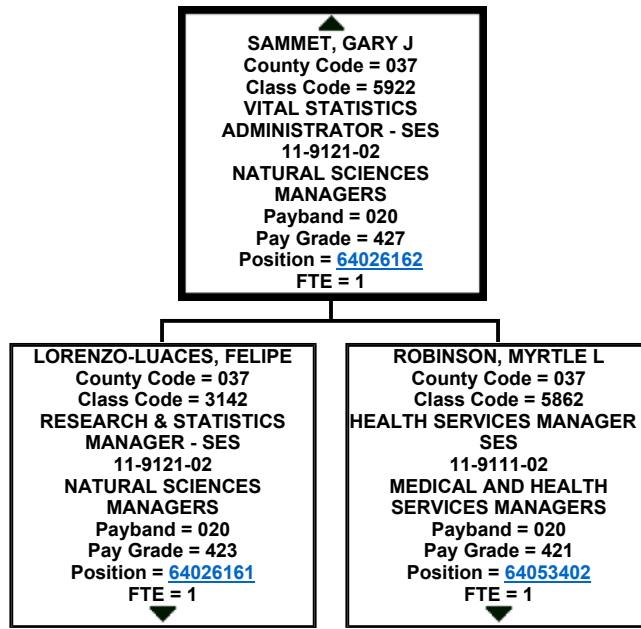 SAMMET, GARY J
County Code = 037
Class Code = 5922
VITAL STATISTICS
ADMINISTRATOR - SES
11-9121-02
NATURAL SCIENCES
MANAGERS
Payband = 020
Pay Grade = 427
Position = 64026162
FTE = 1
LORENZO-LUACES, FELIPE
County Code = 037
Class Code = 3142
RESEARCH & STATISTICS
MANAGER - SES
11-9121-02
NATURAL SCIENCES
MANAGERS
Payband = 020
Pay Grade = 423
Position = 64026161
FTE = 1
ROBINSON, MYRTLE L
County Code = 037
Class Code = 5862
HEALTH SERVICES MANAGER
SES
11-9111-02
MEDICAL AND HEALTH
SERVICES MANAGERS
Payband = 020
Pay Grade = 421
Position = 64053402
FTE = 1